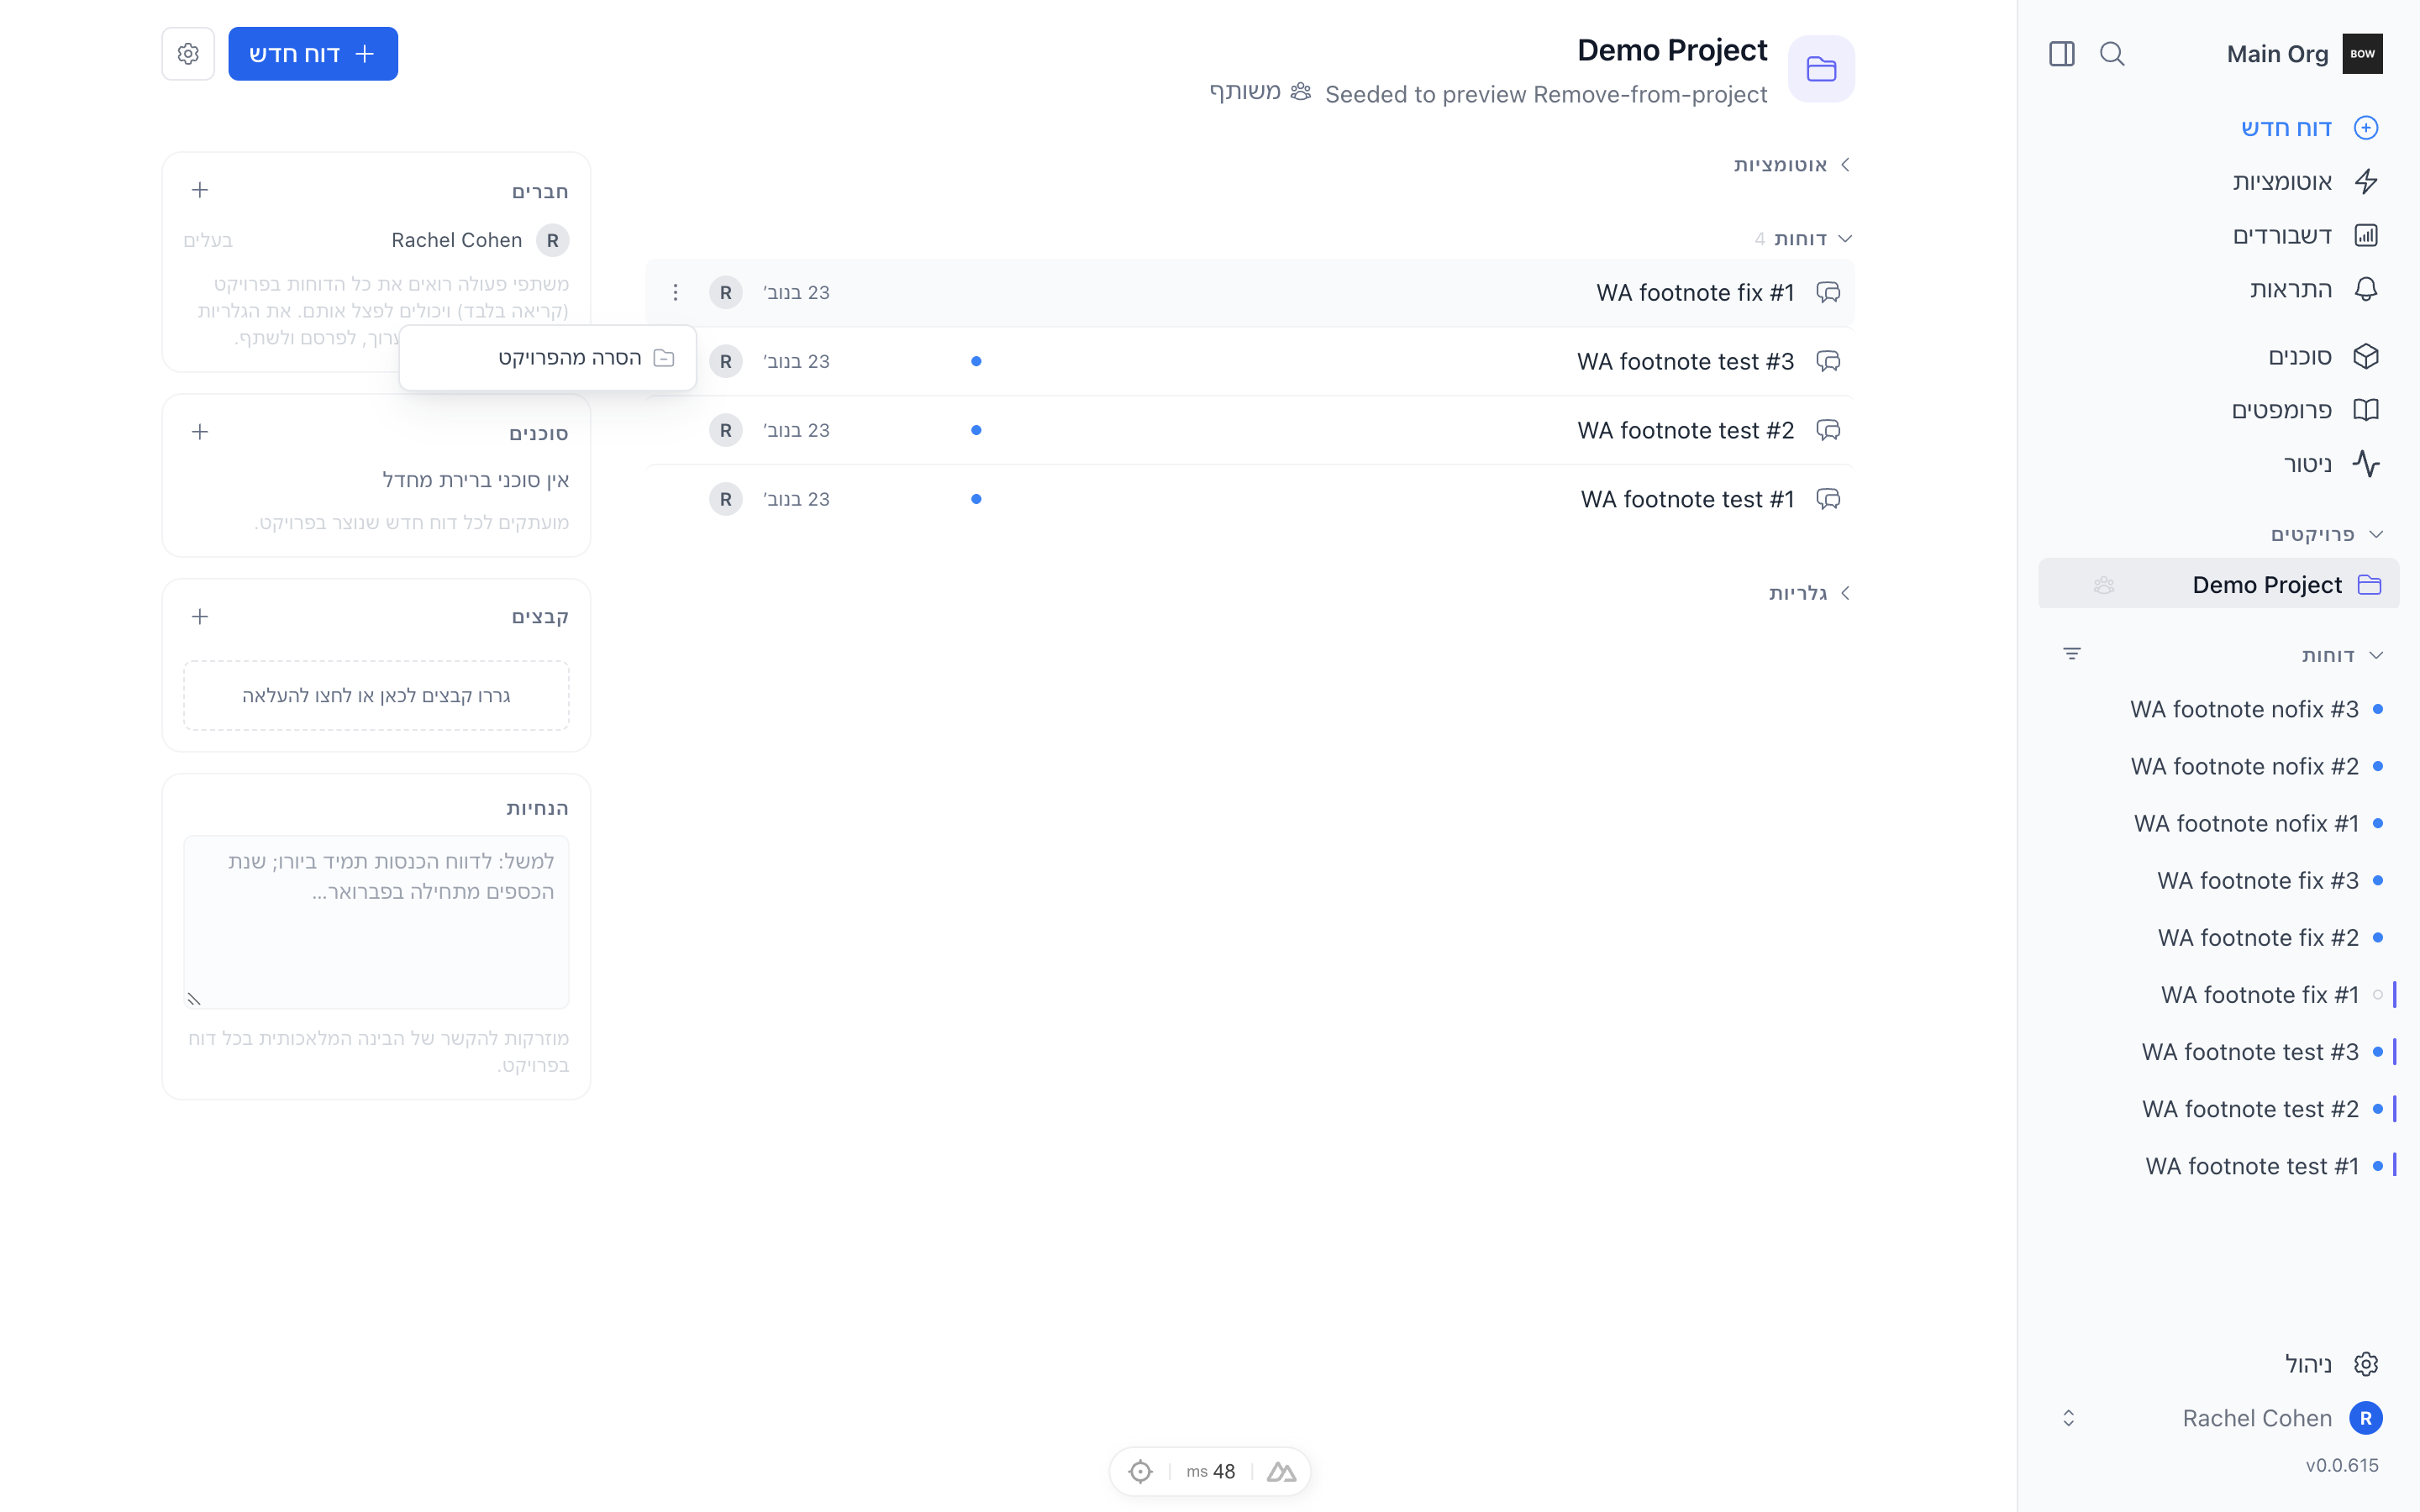 BOW
Main Org
דוח חדש
אוטומציות
דשבורדים
התראות
סוכנים
פרומפטים
ניטור
פרויקטים
Demo Project
דוחות
WA footnote nofix #3
WA footnote nofix #2
WA footnote nofix #1
WA footnote fix #3
WA footnote fix #2
WA footnote fix #1
WA footnote test #3
WA footnote test #2
WA footnote test #1
ניהול
R Rachel Cohen
v0.0.615
Demo Project
Seeded to preview Remove-from-project משותף
דוח חדש
אוטומציות
דוחות 4
WA footnote fix #1 23 בנוב׳ R
WA footnote test #3 23 בנוב׳ R
WA footnote test #2 23 בנוב׳ R
WA footnote test #1 23 בנוב׳ R
גלריות
הסרה מהפרויקט
חברים
R Rachel Cohen בעלים
משתפי פעולה רואים את כל הדוחות בפרויקט
(קריאה בלבד) ויכולים לפצל אותם. את הגלריות
ערוך, לפרסם ולשתף.
סוכנים
אין סוכני ברירת מחדל
מועתקים לכל דוח חדש שנוצר בפרויקט.
קבצים
גררו קבצים לכאן או לחצו להעלאה
הנחיות
למשל: לדווח הכנסות תמיד ביורו; שנת
הכספים מתחילה בפברואר...
מוזרקות להקשר של הבינה המלאכותית בכל דוח
בפרויקט.
48 ms